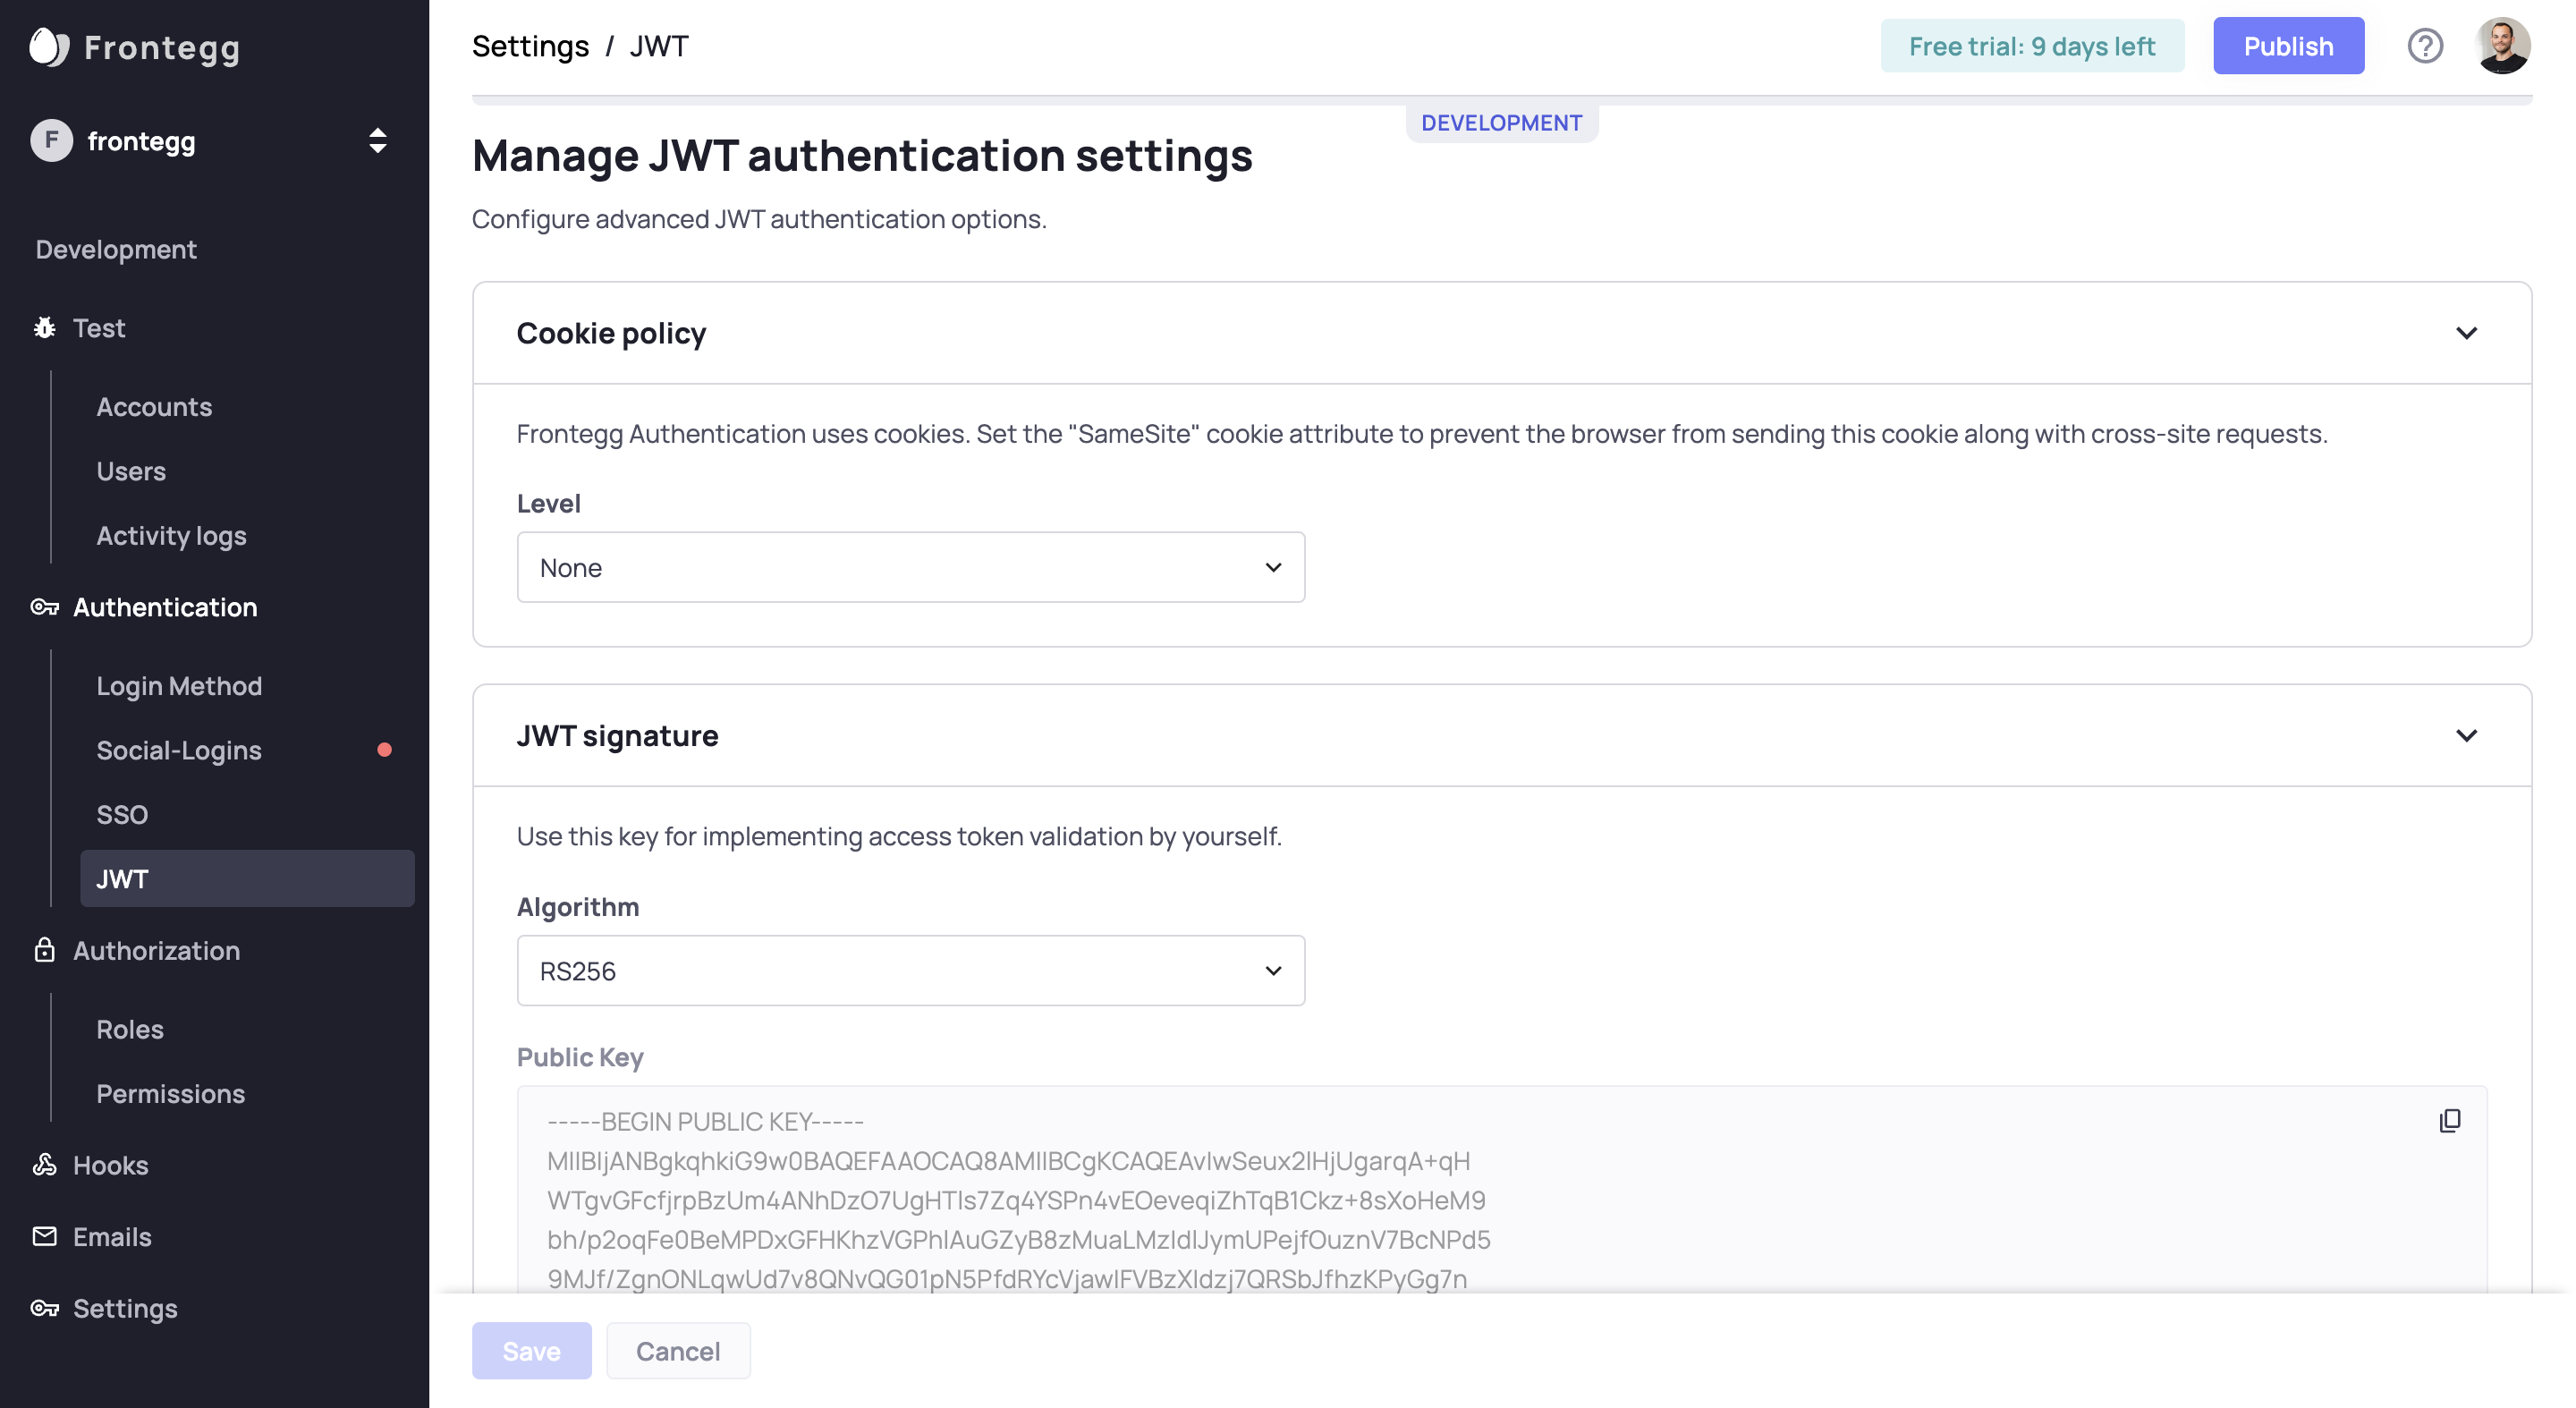 Frontegg
F frontegg
Development
Test
Accounts
Users
Activity logs
Authentication
Login Method
Social-Logins
SSO
JWT
Authorization
Roles
Permissions
Hooks
Emails
Settings
Settings / JWT
Free trial: 9 days left
Publish
DEVELOPMENT
Manage JWT authentication settings
Configure advanced JWT authentication options.
Cookie policy
Frontegg Authentication uses cookies. Set the "SameSite" cookie attribute to prevent the browser from sending this cookie along with cross-site requests.
Level
None
JWT signature
Use this key for implementing access token validation by yourself.
Algorithm
RS256
Public Key
-----BEGIN PUBLIC KEY-----
MIIBIjANBgkqhkiG9w0BAQEFAAOCAQ8AMIIBCgKCAQEAvIwSeux2lHjUgarqA+qH
WTgvGFcfjrpBzUm4ANhDzO7UgHTls7Zq4YSPn4vEOeveqiZhTqB1Ckz+8sXoHeM9
bh/p2oqFe0BeMPDxGFHKhzVGPhlAuGZyB8zMuaLMzIdlJymUPejfOuznV7BcNPd5
9MJf/ZgnONLqwUd7v8QNvQG01pN5PfdRYcVjawIFVBzXIdzj7QRSbJfhzKPyGg7n
Save
Cancel